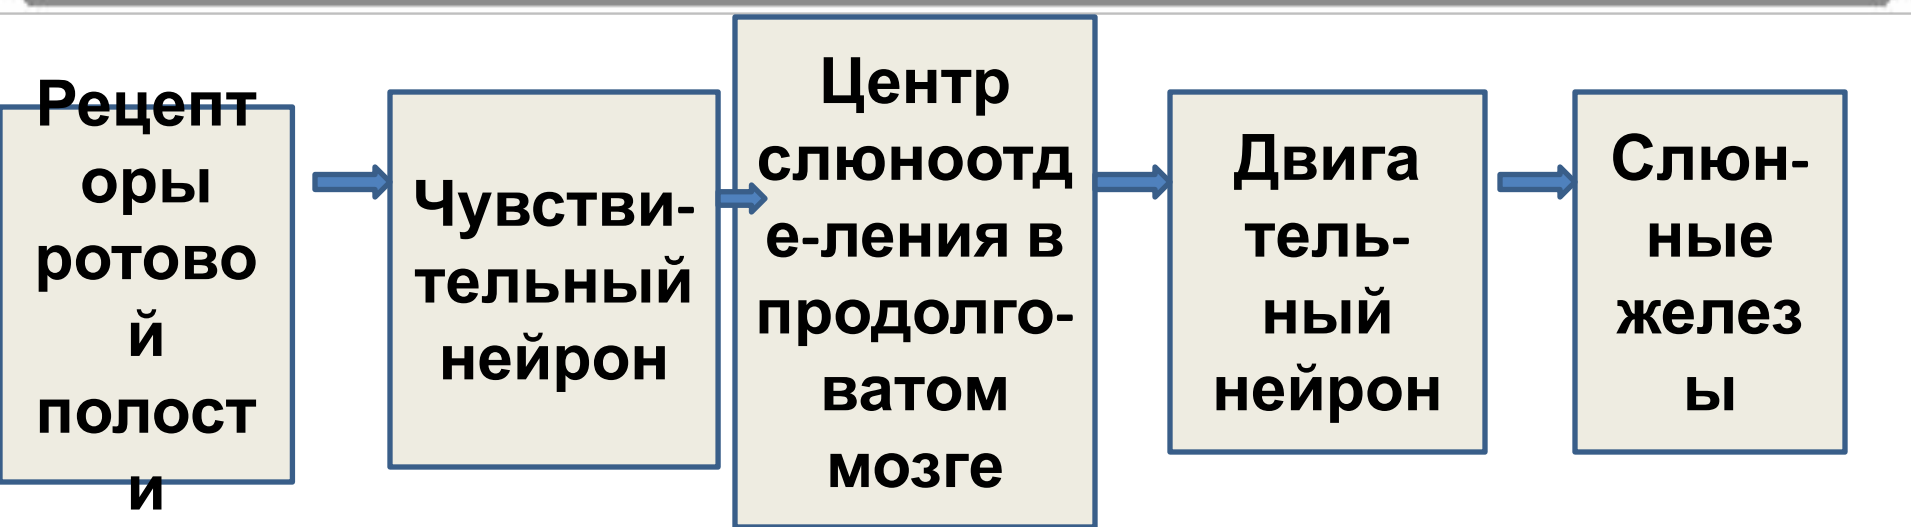 Рецепт
оры
ротово
й
полост
и
Чувстви-
тельный
нейрон
Центр
слюноотд
е-ления в
продолго-
ватом
мозге
Двига
тель-
ный
нейрон
Слюн-
ные
желез
ы